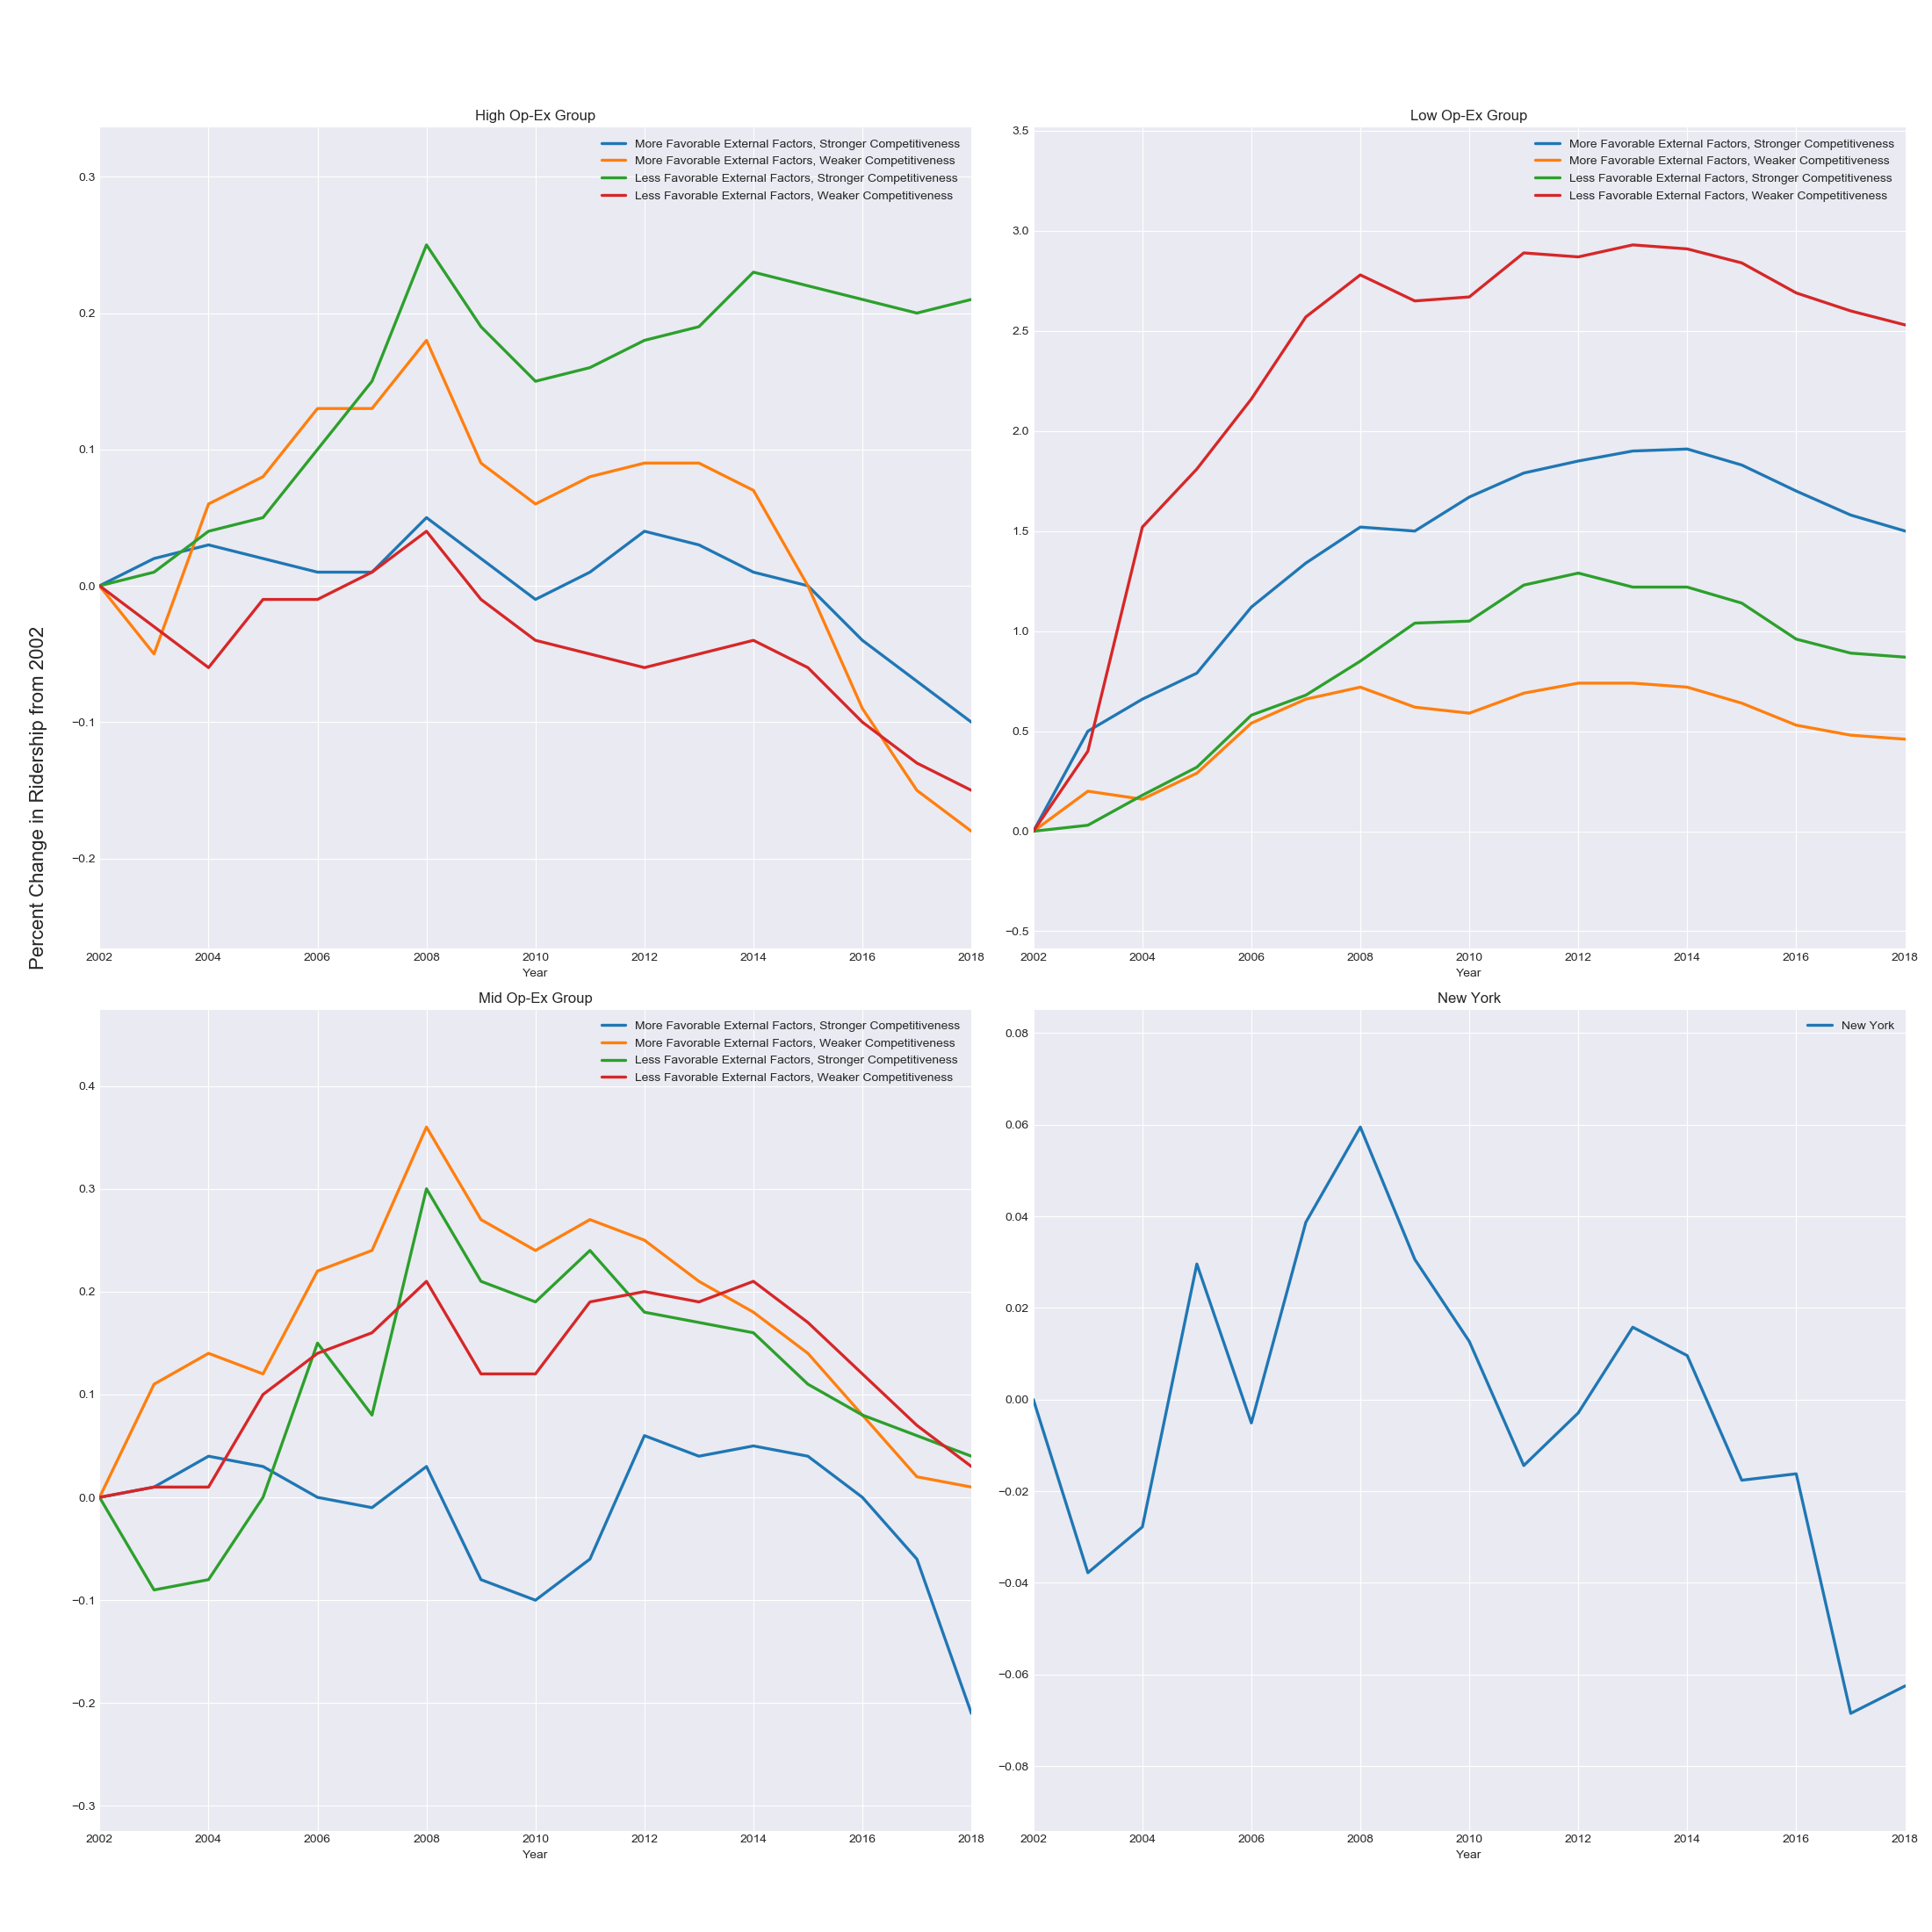 Percent Change in Ridership from 2002
High Op-Ex Group
More Favorable External Factors, Stronger Competitiveness
More Favorable External Factors, Weaker Competitiveness
Less Favorable External Factors, Stronger Competitiveness
Less Favorable External Factors, Weaker Competitiveness
0.3
0.2
0.1
0.0
−0.1
−0.2
2002 2004 2006 2008 2010 2012 2014 2016 2018
Year
Low Op-Ex Group
More Favorable External Factors, Stronger Competitiveness
More Favorable External Factors, Weaker Competitiveness
Less Favorable External Factors, Stronger Competitiveness
Less Favorable External Factors, Weaker Competitiveness
3.5
3.0
2.5
2.0
1.5
1.0
0.5
0.0
−0.5
2002 2004 2006 2008 2010 2012 2014 2016 2018
Year
Mid Op-Ex Group
More Favorable External Factors, Stronger Competitiveness
More Favorable External Factors, Weaker Competitiveness
Less Favorable External Factors, Stronger Competitiveness
Less Favorable External Factors, Weaker Competitiveness
0.4
0.3
0.2
0.1
0.0
−0.1
−0.2
−0.3
2002 2004 2006 2008 2010 2012 2014 2016 2018
Year
New York
New York
0.08
0.06
0.04
0.02
0.00
−0.02
−0.04
−0.06
−0.08
2002 2004 2006 2008 2010 2012 2014 2016 2018
Year